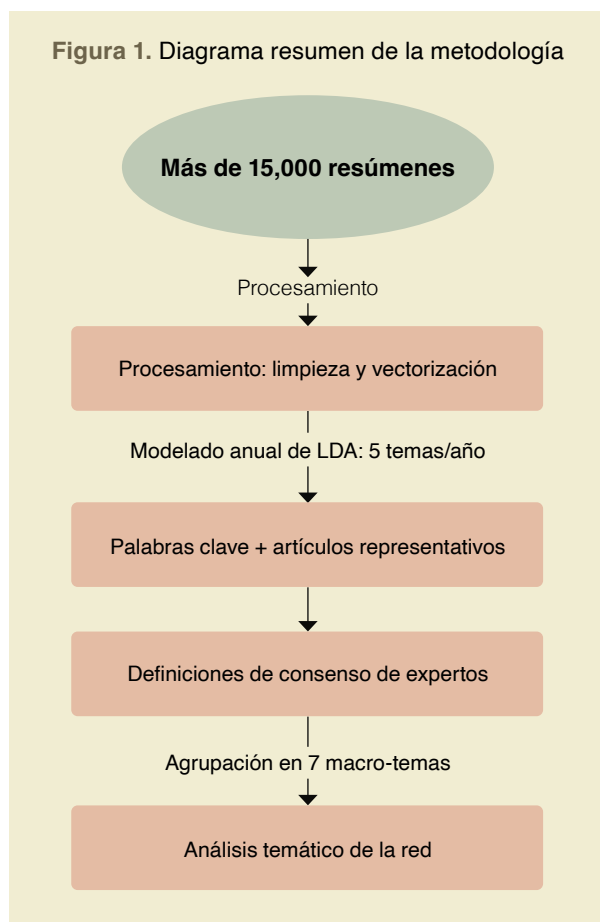 Figura 1. Diagrama resumen de la metodología
Más de 15,000 resúmenes
Procesamiento
Procesamiento: limpieza y vectorización
Modelado anual de LDA: 5 temas/año
Palabras clave + artículos representativos
Definiciones de consenso de expertos
Agrupación en 7 macro-temas
Análisis temático de la red